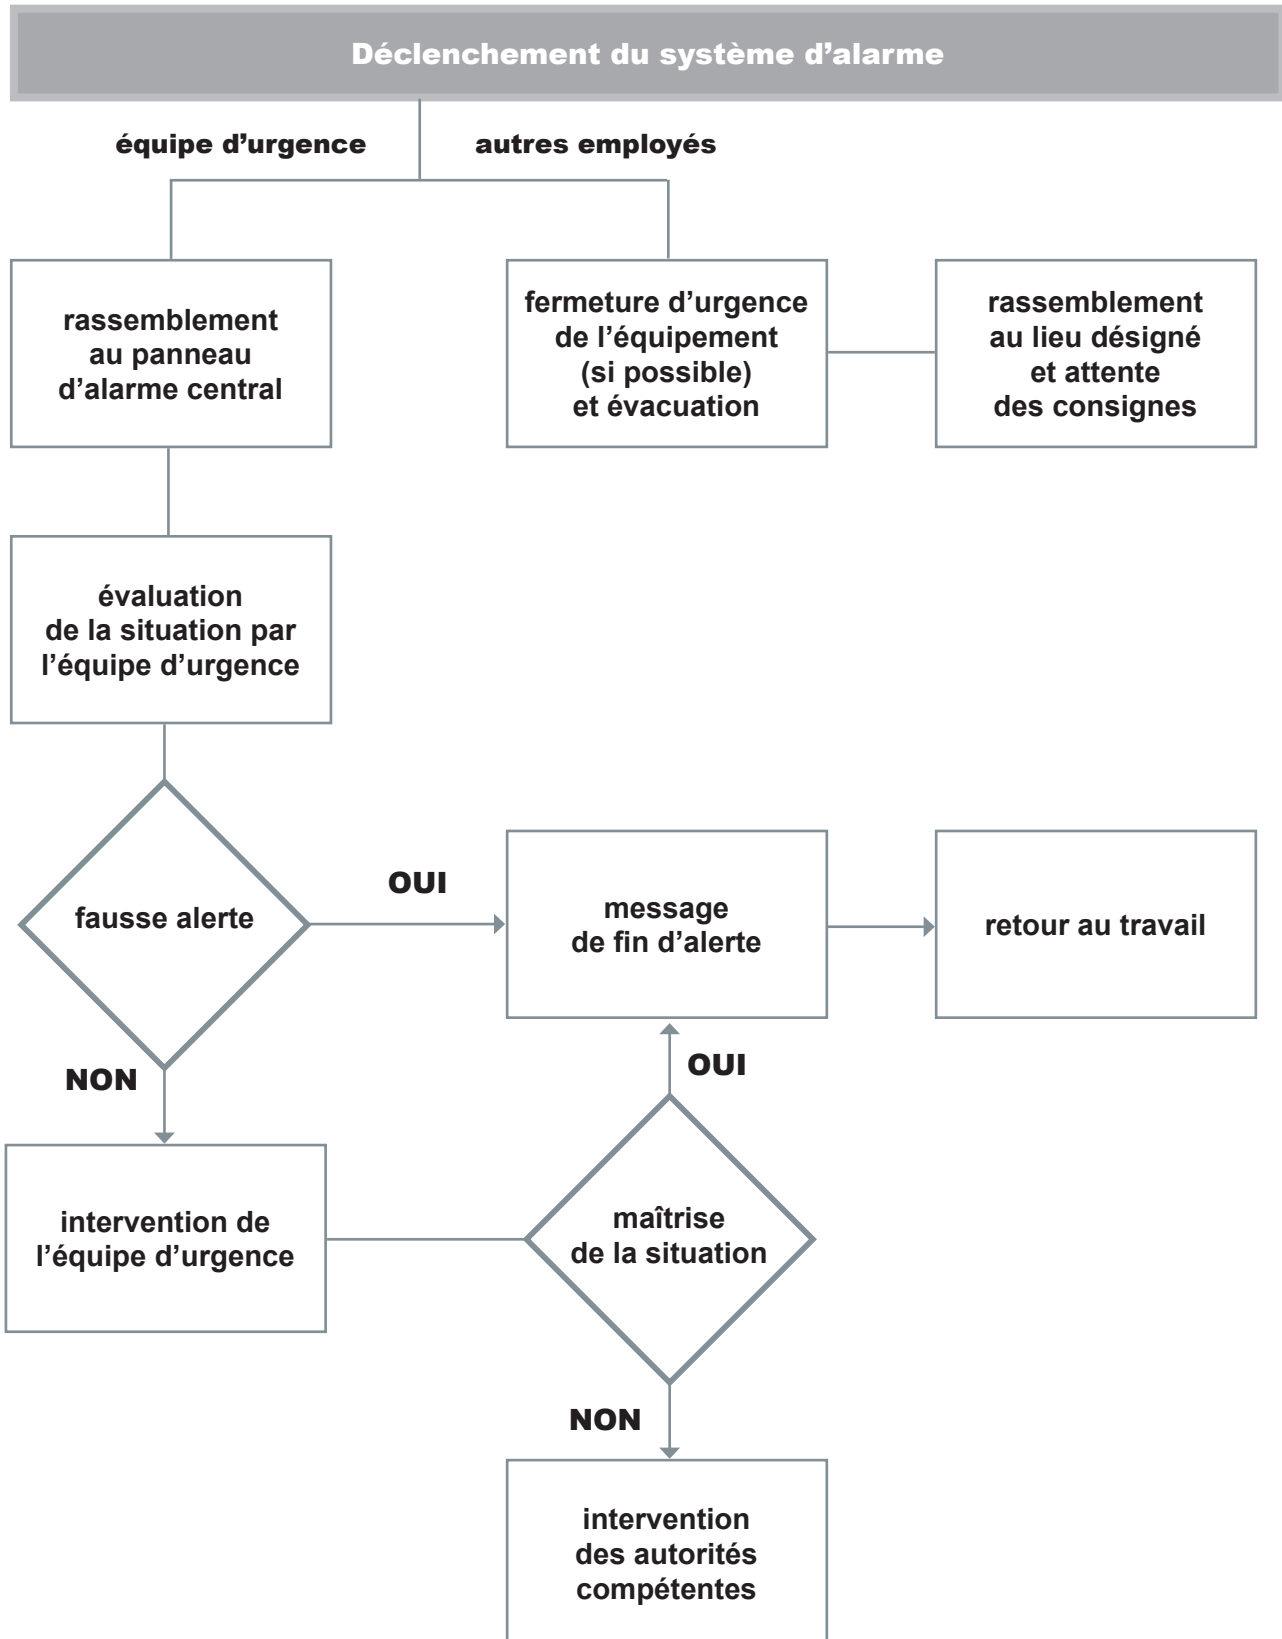 Déclenchement du système d’alarme
équipe d’urgence
autres employés
rassemblement
au panneau
d’alarme central
fermeture d’urgence
de l’équipement
(si possible)
et évacuation
rassemblement
au lieu désigné
et attente
des consignes
évaluation
de la situation par
l’équipe d’urgence
fausse alerte
OUI
message
de fin d’alerte
retour au travail
NON
OUI
intervention de
l’équipe d’urgence
maîtrise
de la situation
NON
intervention
des autorités
compétentes